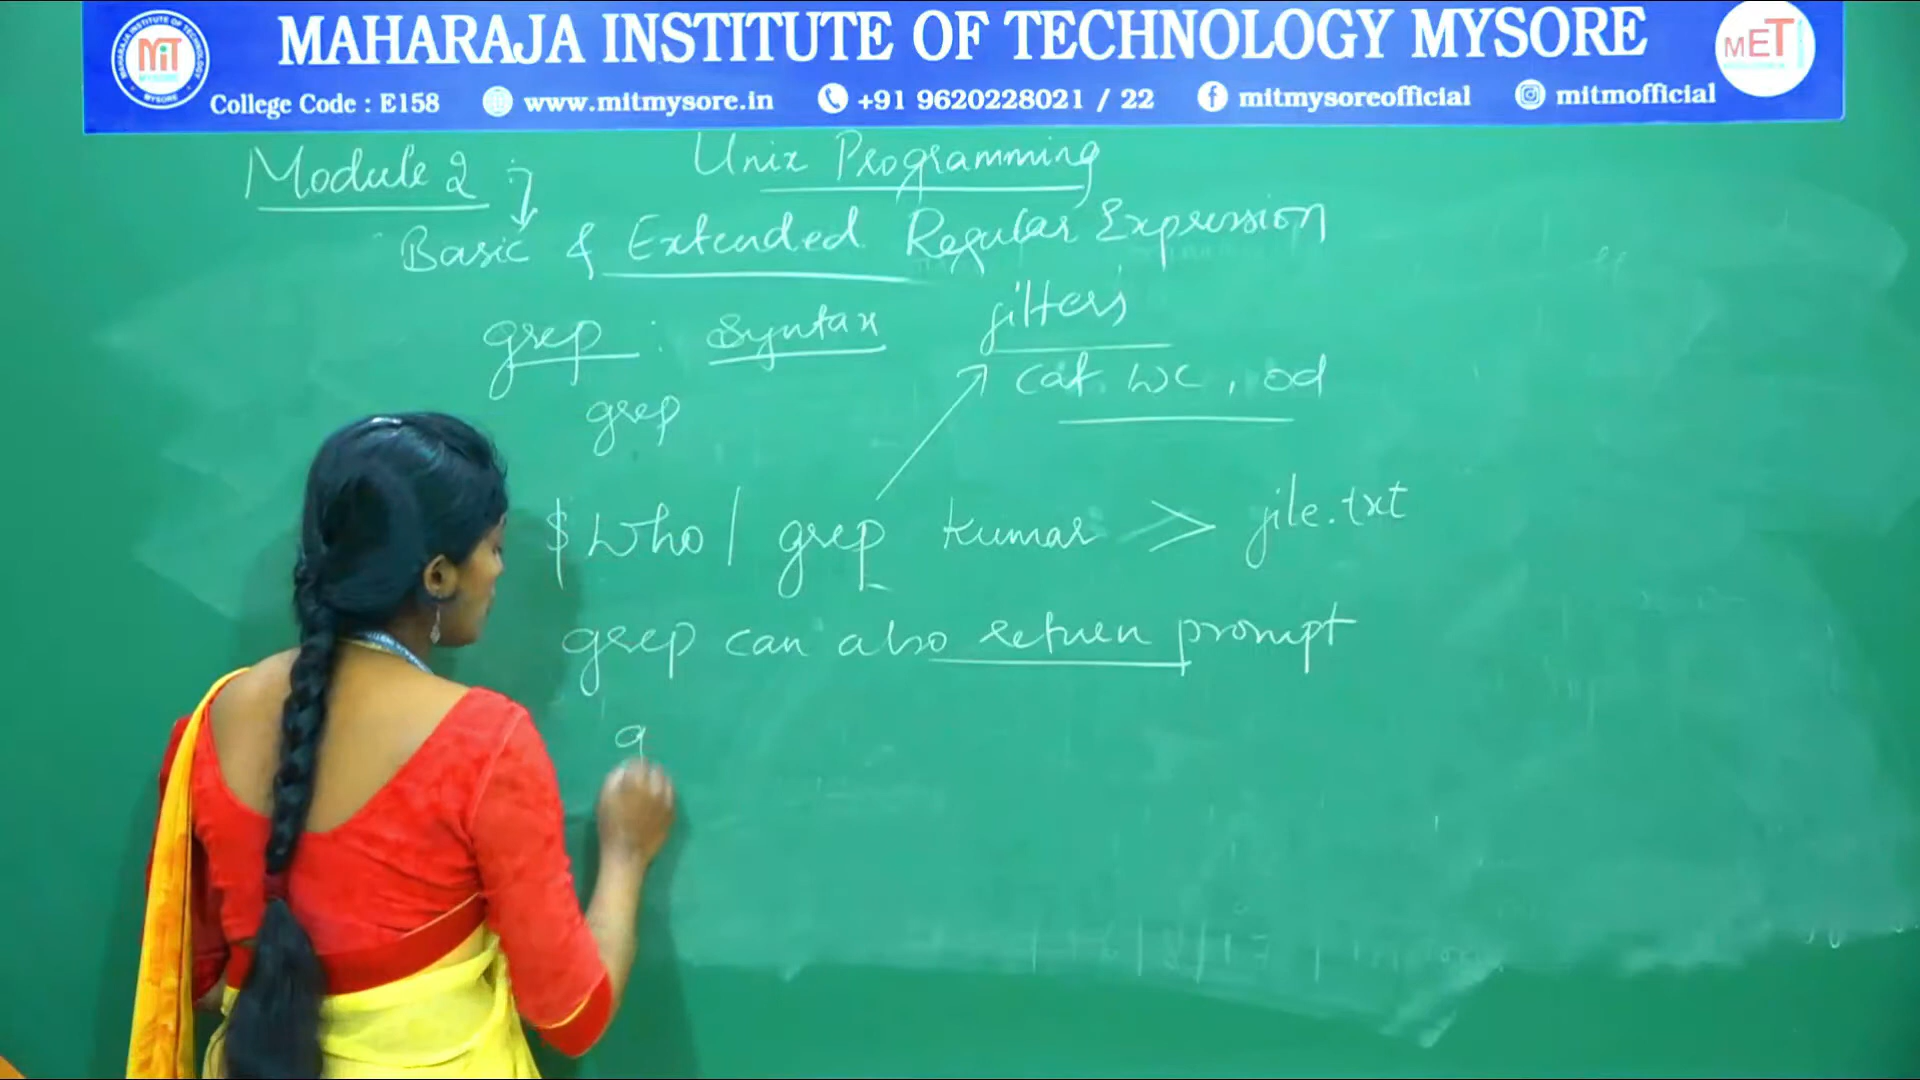 MAHARAJA INSTITUTE OF TECHNOLOGY MYSORE
MIT MYSORE
MET
College Code : E158 www.mitmysore.in +91 9620228021 / 22 mitmysoreofficial mitmofficial
Module 2 :
Unix Programming
Basic & Extended Regular Expression
grep : Syntax
filters
grep
cat wc , od
$ who | grep kumar > file.txt
grep can also return prompt
g